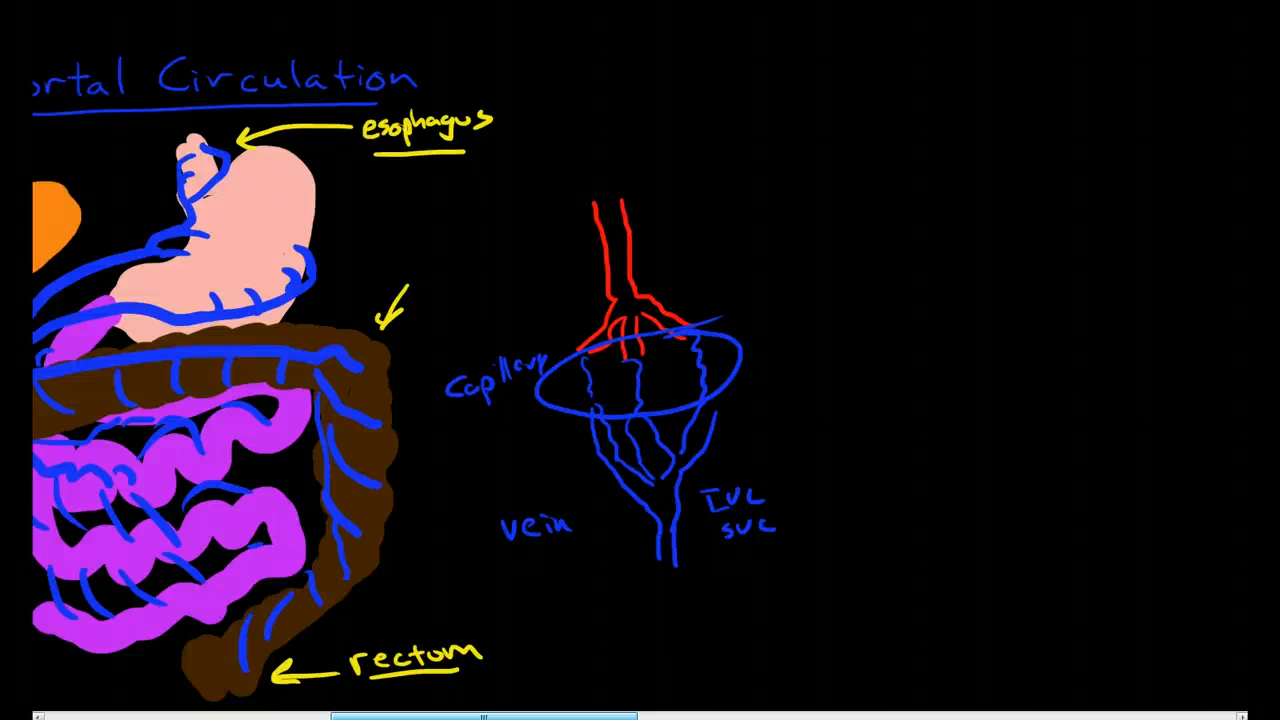 ortal Circulation
esophagus
capillary
IVC
SVC
vein
rectum